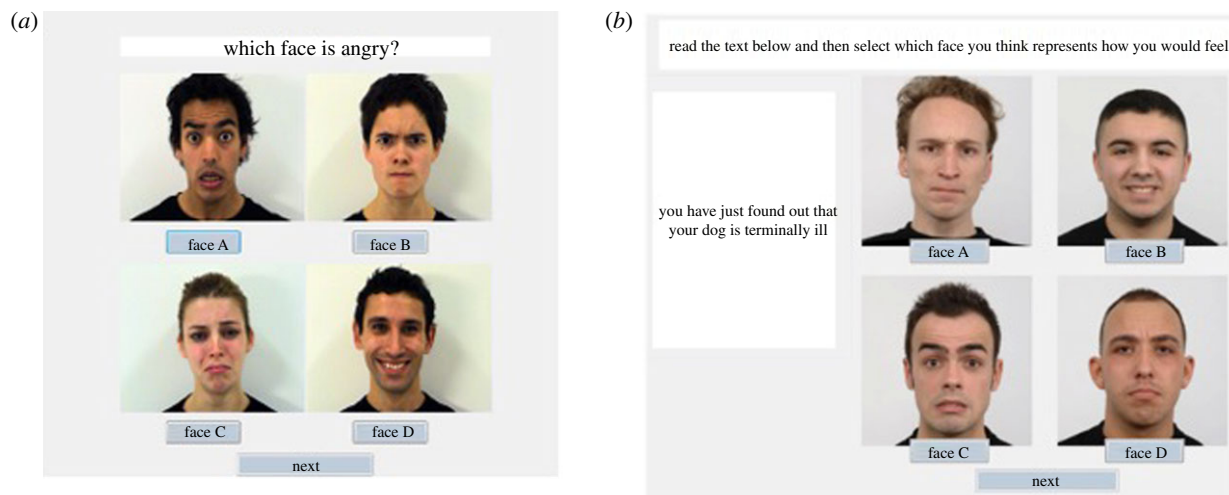 (a)
which face is angry?
face A
face B
face C
face D
next
(b)
read the text below and then select which face you think represents how you would feel
you have just found out that
your dog is terminally ill
face A
face B
face C
face D
next